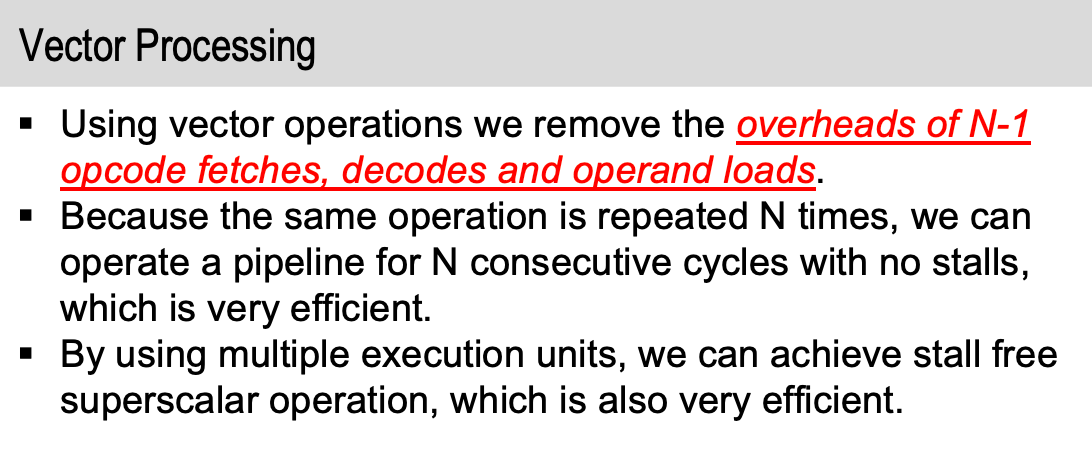 Vector Processing
▪ Using vector operations we remove the overheads of N-1
opcode fetches, decodes and operand loads.
▪ Because the same operation is repeated N times, we can
operate a pipeline for N consecutive cycles with no stalls,
which is very efficient.
▪ By using multiple execution units, we can achieve stall free
superscalar operation, which is also very efficient.